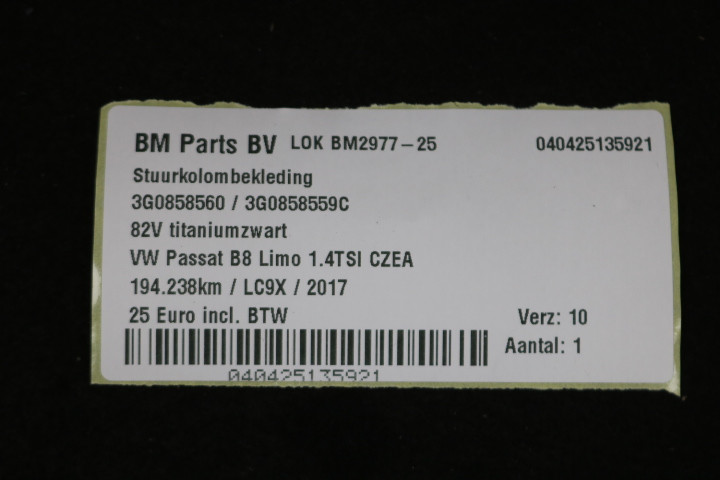 BM Parts BV LOK BM2977-25 040425135921
Stuurkolombekleding
3G0858560 / 3G0858559C
82V titaniumzwart
VW Passat B8 Limo 1.4TSI CZEA
194.238km / LC9X / 2017
25 Euro incl. BTW Verz: 10
Aantal: 1
040425135921